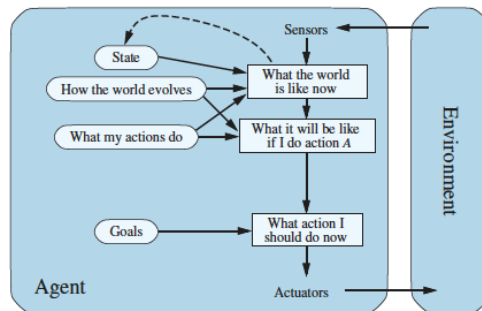 Sensors
State
What the world
is like now
How the world evolves
What my actions do
What it will be like
if I do action A
Goals
What action I
should do now
Agent
Actuators
Environment